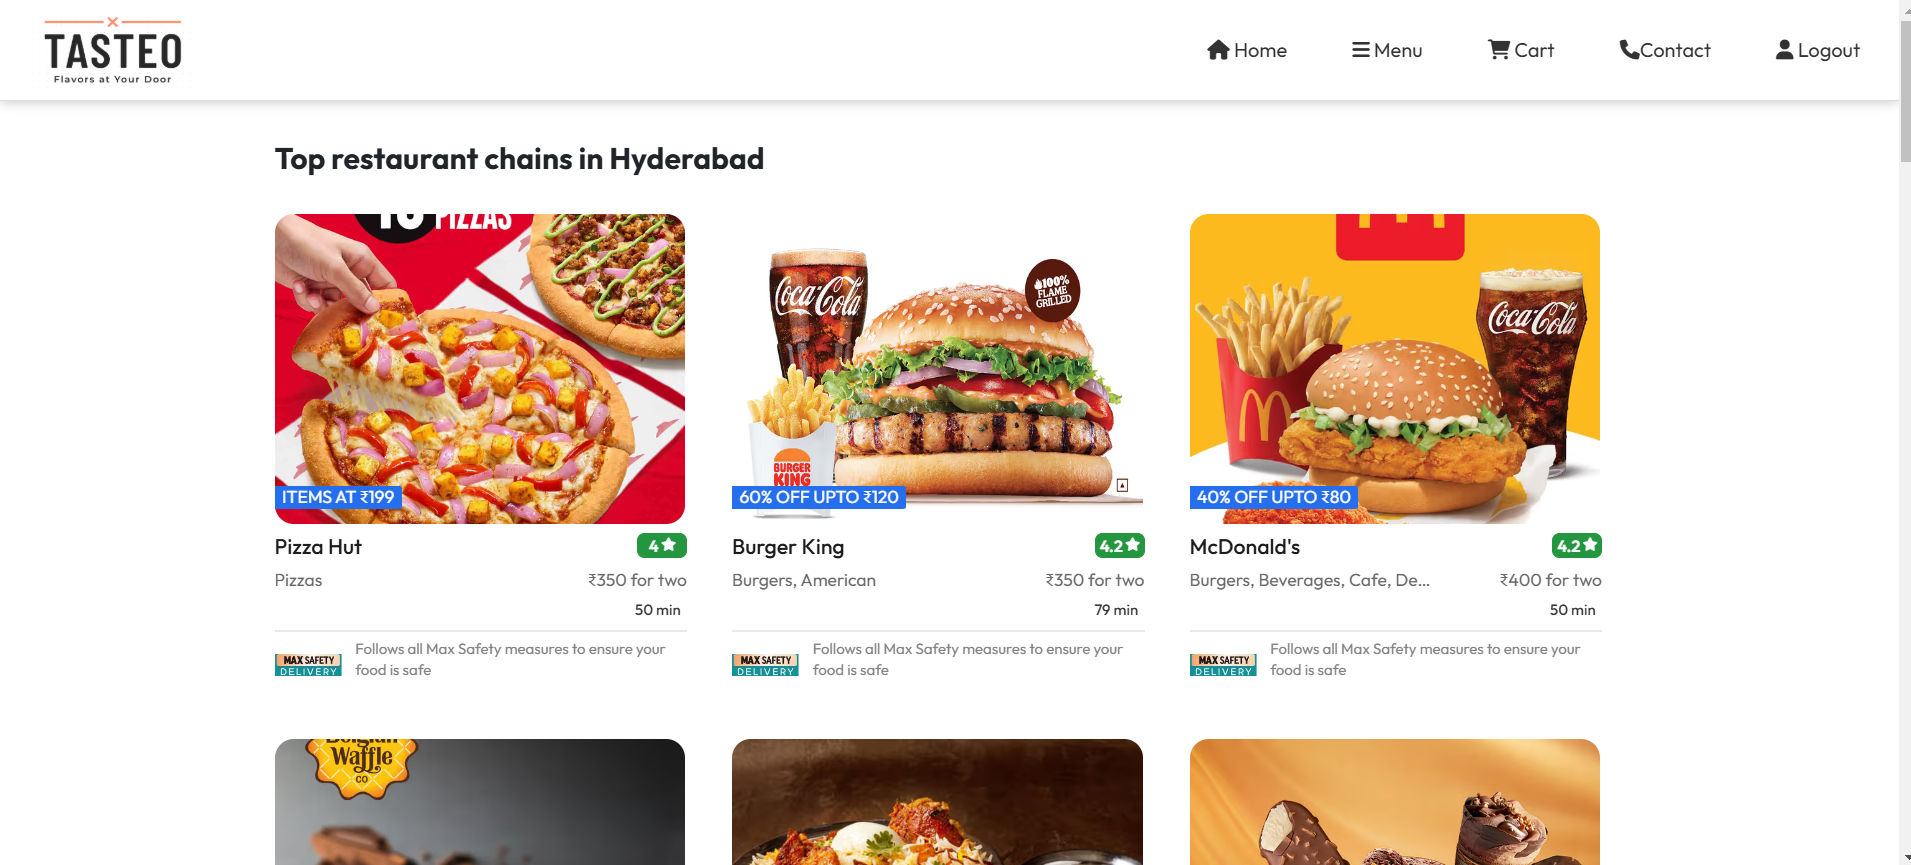 TASTEO
Flavors at Your Door
Home
Menu
Cart
Contact
Logout
Top restaurant chains in Hyderabad
PIZZAS
ITEMS AT ₹199
Coca-Cola
100%
FLAME
GRILLED
BURGER
KING
60% OFF UPTO ₹120
Coca-Cola
40% OFF UPTO ₹80
Pizza Hut
4
Pizzas
₹350 for two
50 min
MAX SAFETY
DELIVERY
Follows all Max Safety measures to ensure your
food is safe
Burger King
4.2
Burgers, American
₹350 for two
79 min
MAX SAFETY
DELIVERY
Follows all Max Safety measures to ensure your
food is safe
McDonald's
4.2
Burgers, Beverages, Cafe, De...
₹400 for two
50 min
MAX SAFETY
DELIVERY
Follows all Max Safety measures to ensure your
food is safe
Belgian
Waffle
CO